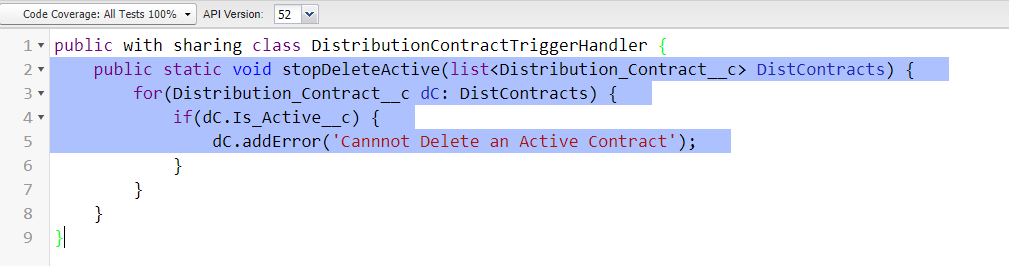 Code Coverage: All Tests 100% API Version: 52
1 public with sharing class DistributionContractTriggerHandler {
2 public static void stopDeleteActive(list<Distribution_Contract__c> DistContracts) {
3 for(Distribution_Contract__c dC: DistContracts) {
4 if(dC.Is_Active__c) {
5 dC.addError('Cannnot Delete an Active Contract');
6 }
7 }
8 }
9 }